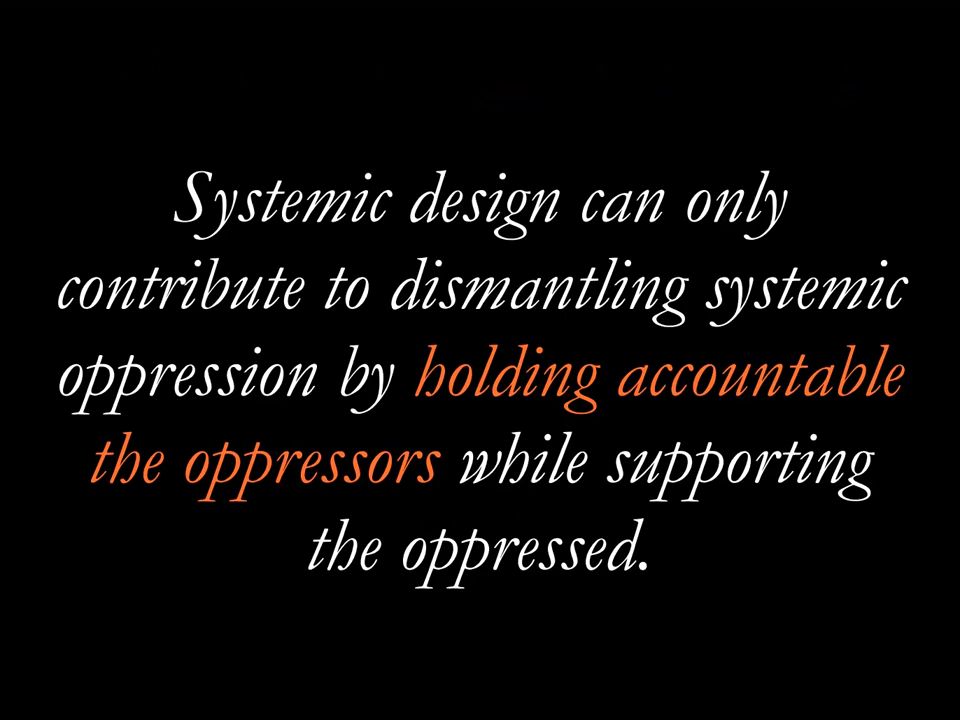 Systemic design can only
contribute to dismantling systemic
oppression by holding accountable
the oppressors while supporting
the oppressed.